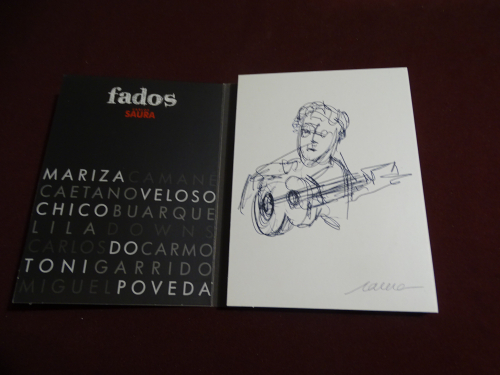 fados
SAURA
MARIZA CAMANE
CAETANO VELOSO
CHICO BUARQUE
LILA DOWNS
CARLOS DO CARMO
TONI GARRIDO
MIGUEL POVEDA